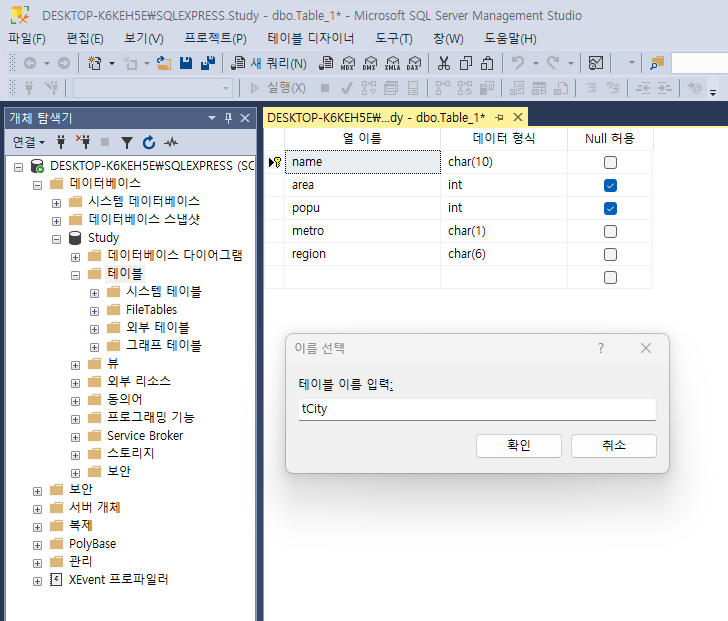 DESKTOP-K6KEH5E₩SQLEXPRESS.Study - dbo.Table_1* - Microsoft SQL Server Management Studio
파일(F) 편집(E) 보기(V) 프로젝트(P) 테이블 디자이너 도구(T) 창(W) 도움말(H)
새 쿼리(N) MDX DMX XMLA DAX
실행(X)
개체 탐색기
연결
DESKTOP-K6KEH5E₩SQLEXPRESS (SC
데이터베이스
시스템 데이터베이스
데이터베이스 스냅샷
Study
데이터베이스 다이어그램
테이블
시스템 테이블
FileTables
외부 테이블
그래프 테이블
뷰
외부 리소스
동의어
프로그래밍 기능
Service Broker
스토리지
보안
보안
서버 개체
복제
PolyBase
관리
XEvent 프로파일러
DESKTOP-K6KEH5E₩...dy - dbo.Table_1*
열 이름 데이터 형식 Null 허용
name char(10)
area int
popu int
metro char(1)
region char(6)
이름 선택 ?
테이블 이름 입력:
tCity
확인 취소